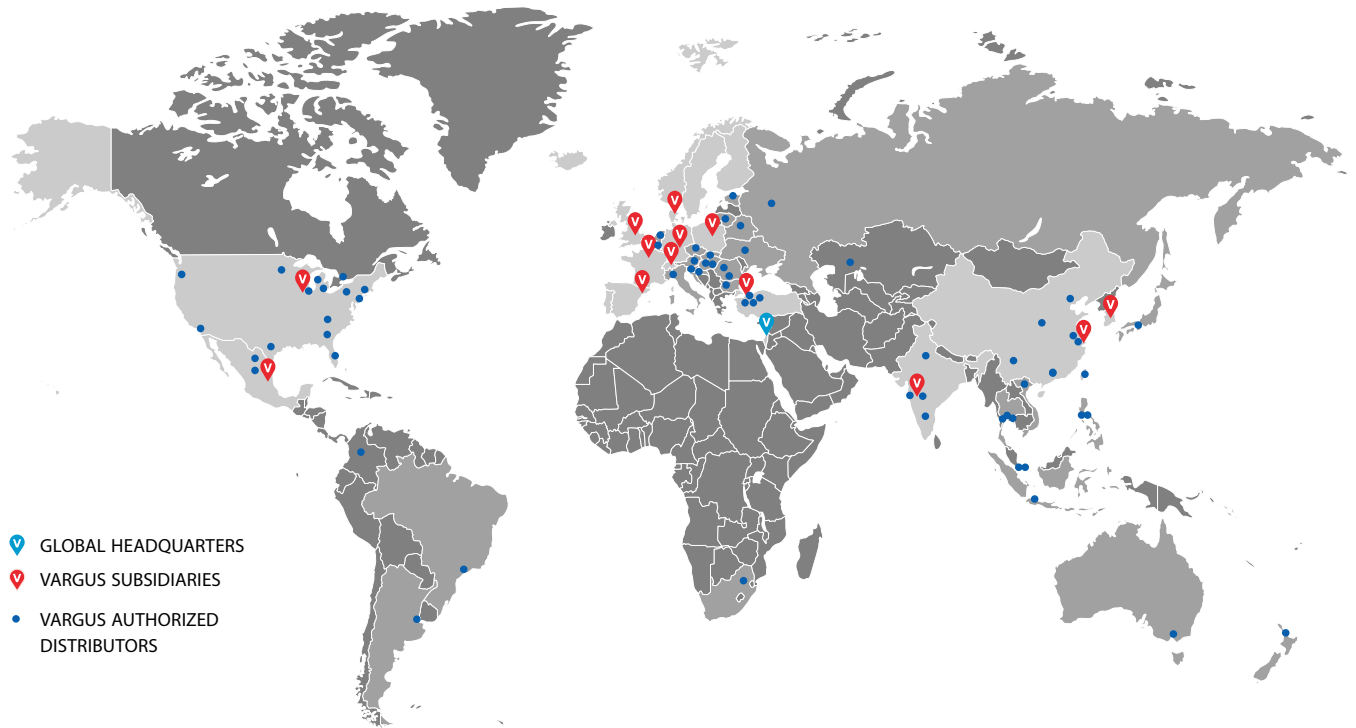 GLOBAL HEADQUARTERS
VARGUS SUBSIDIARIES
VARGUS AUTHORIZED
DISTRIBUTORS